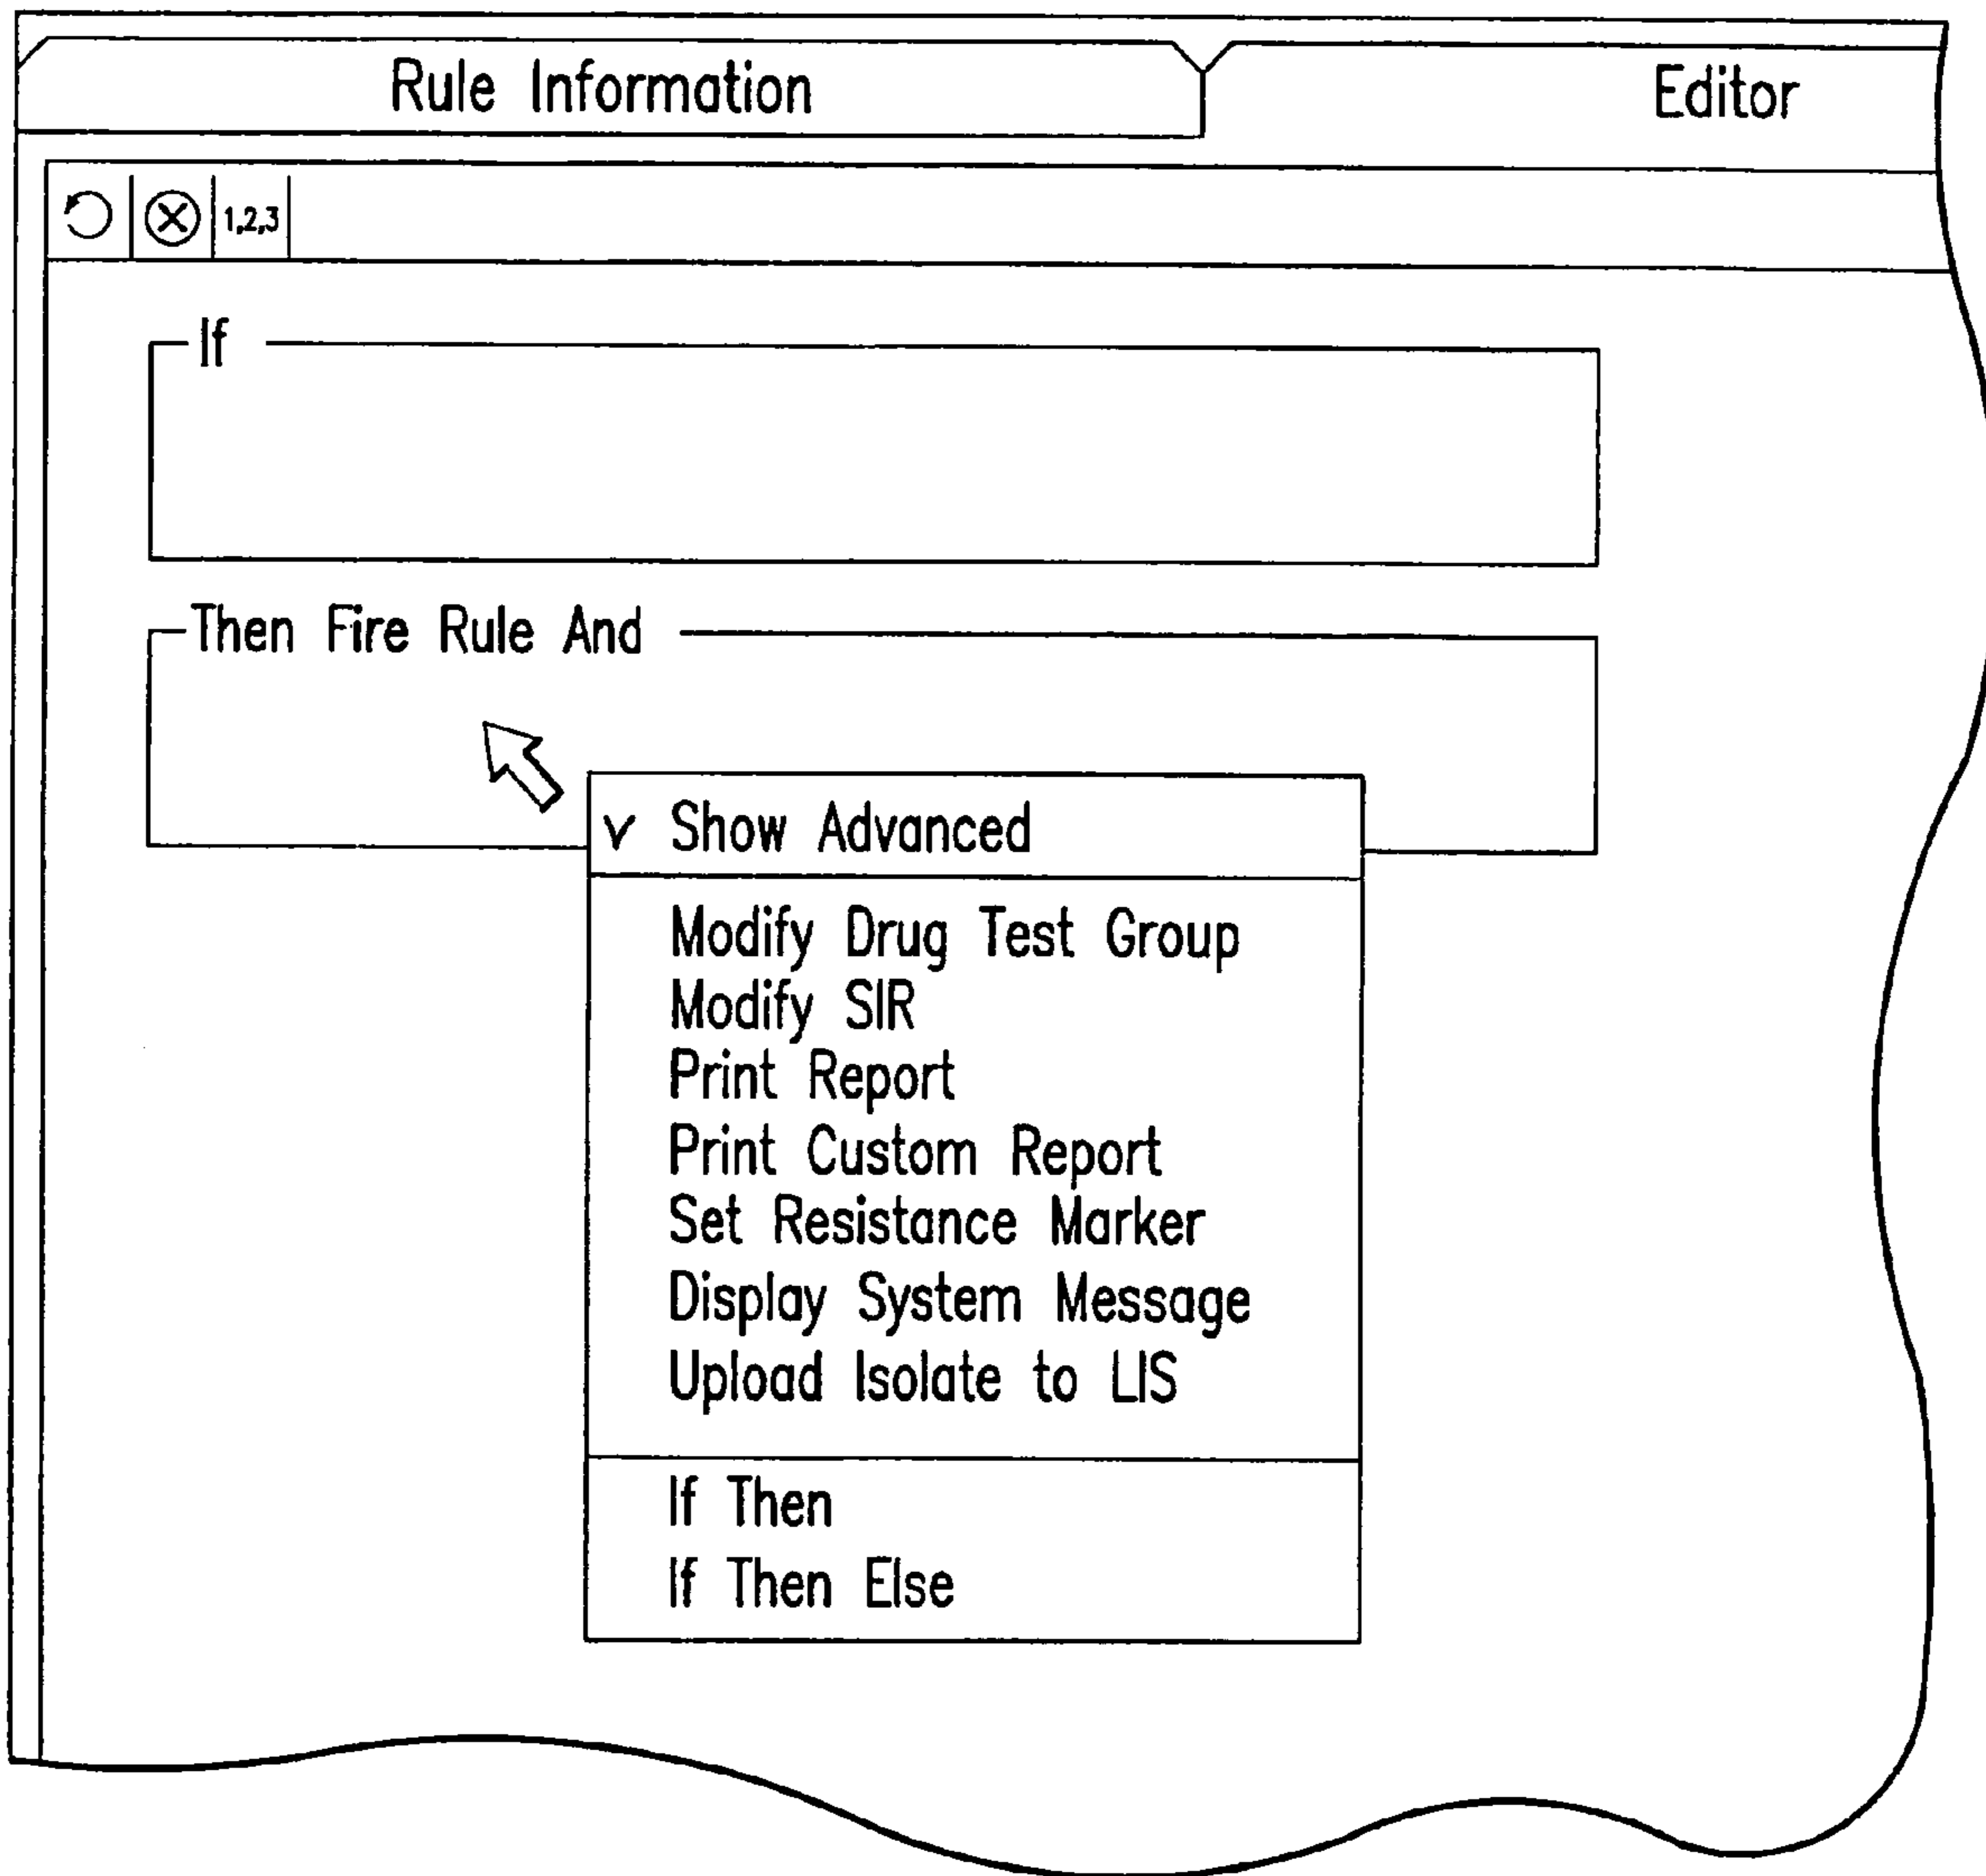 Rule Information
Editor
1,2,3
If
Then Fire Rule And
Show Advanced
Modify Drug Test Group
Modify SIR
Print Report
Print Custom Report
Set Resistance Marker
Display System Message
Upload Isolate to LIS
If Then
If Then Else